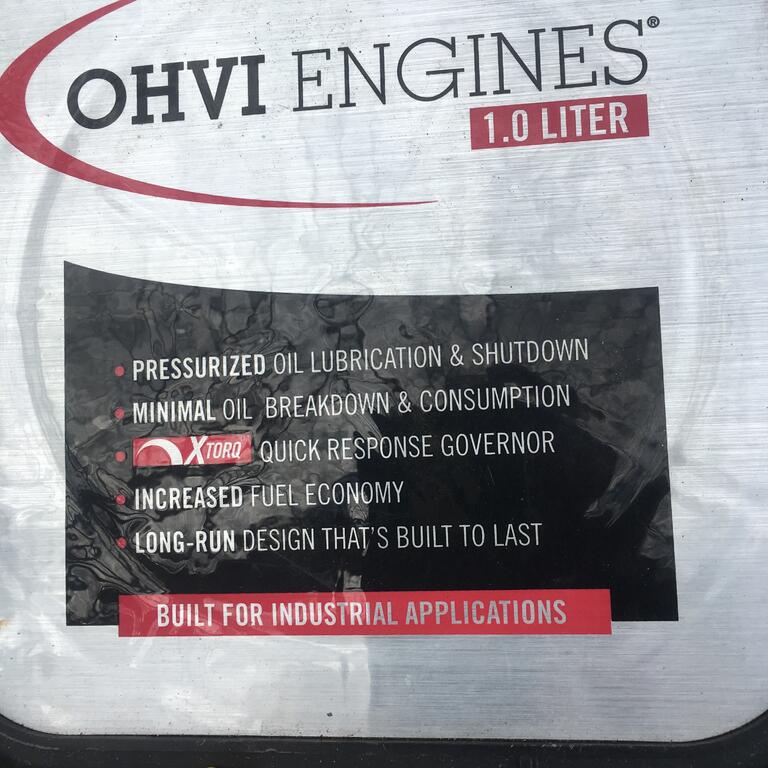 OHVI ENGINES®
1.0 LITER
• PRESSURIZED OIL LUBRICATION & SHUTDOWN
• MINIMAL OIL BREAKDOWN & CONSUMPTION
• XTORQ QUICK RESPONSE GOVERNOR
• INCREASED FUEL ECONOMY
• LONG-RUN DESIGN THAT'S BUILT TO LAST
BUILT FOR INDUSTRIAL APPLICATIONS